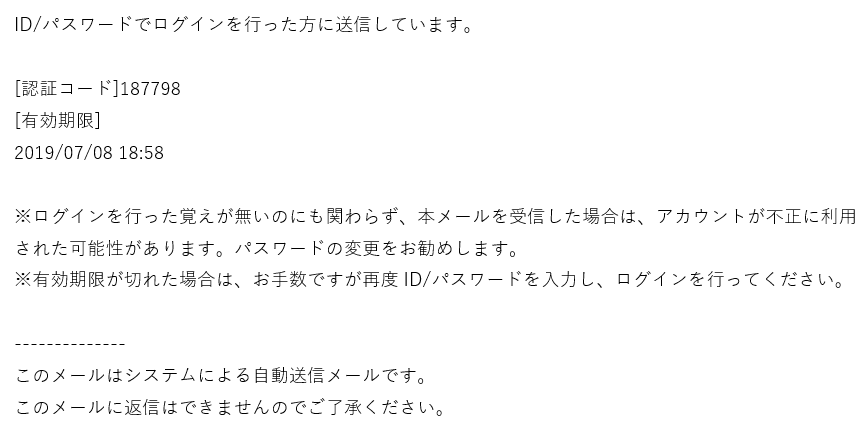 ID/パスワードでログインを行った方に送信しています。
[認証コード]187798
[有効期限]
2019/07/08 18:58
※ログインを行った覚えが無いのにも関わらず、本メールを受信した場合は、アカウントが不正に利用
された可能性があります。パスワードの変更をお勧めします。
※有効期限が切れた場合は、お手数ですが再度 ID/パスワードを入力し、ログインを行ってください。
--------------
このメールはシステムによる自動送信メールです。
このメールに返信はできませんのでご了承ください。